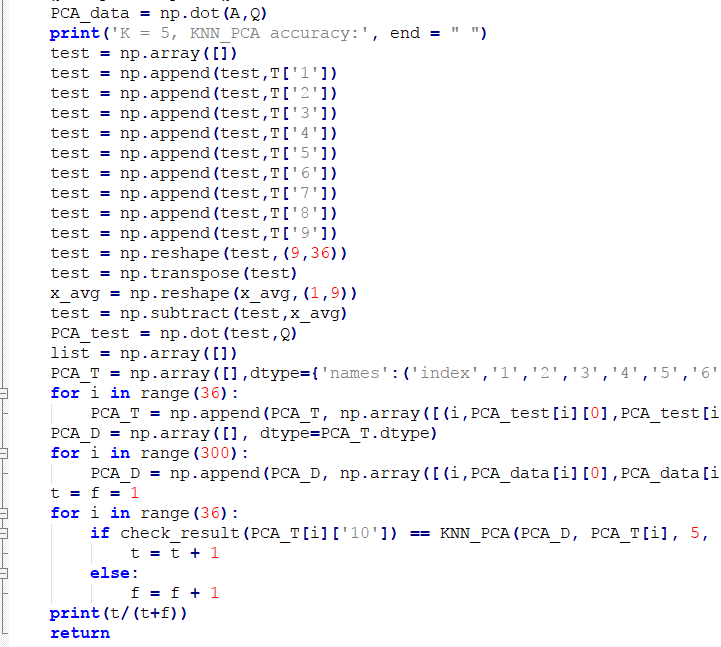 PCA_data = np.dot(A,Q)
print('K = 5, KNN_PCA accuracy:', end = " ")
test = np.array([])
test = np.append(test,T['1'])
test = np.append(test,T['2'])
test = np.append(test,T['3'])
test = np.append(test,T['4'])
test = np.append(test,T['5'])
test = np.append(test,T['6'])
test = np.append(test,T['7'])
test = np.append(test,T['8'])
test = np.append(test,T['9'])
test = np.reshape(test,(9,36))
test = np.transpose(test)
x_avg = np.reshape(x_avg,(1,9))
test = np.subtract(test,x_avg)
PCA_test = np.dot(test,Q)
list = np.array([])
PCA_T = np.array([],dtype={'names':('index','1','2','3','4','5','6'
for i in range(36):
    PCA_T = np.append(PCA_T, np.array([(i,PCA_test[i][0],PCA_test[i
PCA_D = np.array([], dtype=PCA_T.dtype)
for i in range(300):
    PCA_D = np.append(PCA_D, np.array([(i,PCA_data[i][0],PCA_data[i
t = f = 1
for i in range(36):
    if check_result(PCA_T[i]['10']) == KNN_PCA(PCA_D, PCA_T[i], 5,
        t = t + 1
    else:
        f = f + 1
print(t/(t+f))
return